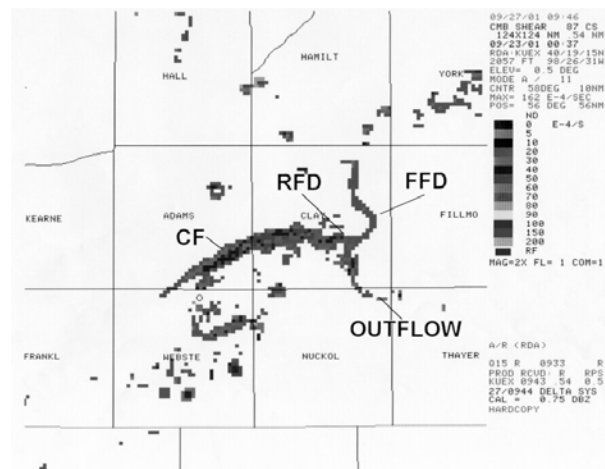 09/27/01 09:46
CMB SHEAR 87 CS
124X124 NM .54 NM
09/23/01 00:37
RDA:KUEX 40/19/15N
2057 FT 98/26/31W
ELEV= 0.5 DEG
MODE A / 11
CNTR 58DEG 10NM
MAX= 162 E-4/SEC
POS= 56 DEG 56NM
ND
0 E-4/S
5
10
20
30
40
50
60
70
80
90
100
150
200
RF
MAG=2X FL= 1 COM=1
HALL
HAMILT
YORK
RFD
FFD
KEARNE
ADAMS
CLAY
FILLMO
CF
OUTFLOW
FRANKL
WEBSTE
NUCKOL
THAYER
A/R (RDA)
Q15 R 0933 R
PROD RCVD: R RPS
KUEX 0943 .54 0.5
27/0944 DELTA SYS
CAL = 0.75 DBZ
HARDCOPY